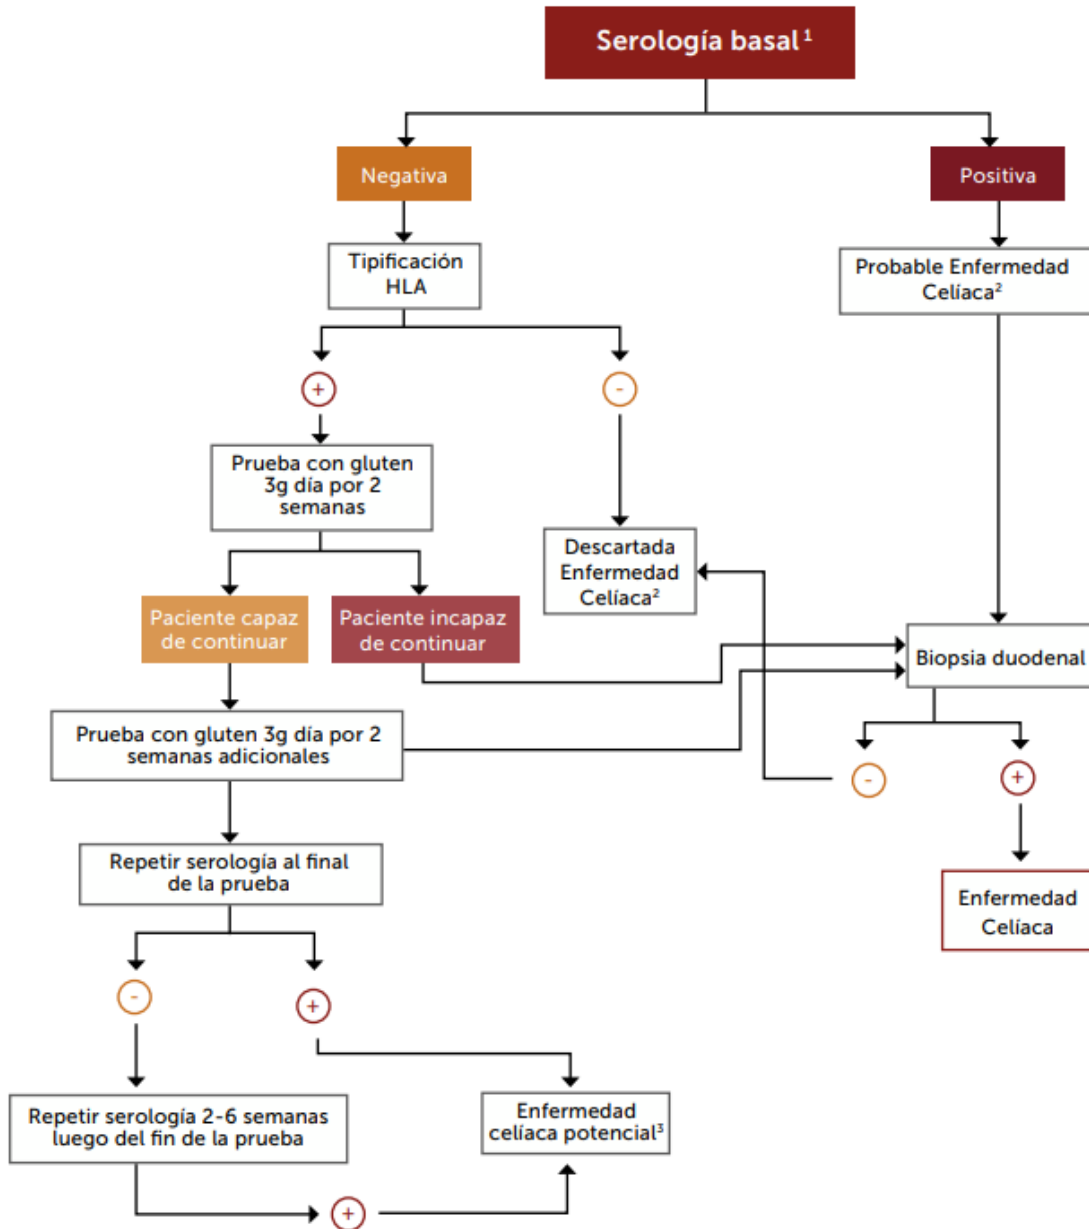 Serología basal¹
Negativa
Positiva
Tipificación
HLA
Probable Enfermedad
Celíaca²
+
-
Prueba con gluten
3g día por 2
semanas
Descartada
Enfermedad
Celíaca²
Paciente capaz
de continuar
Paciente incapaz
de continuar
Biopsia duodenal
Prueba con gluten 3g día por 2
semanas adicionales
-
+
Repetir serología al final
de la prueba
Enfermedad
Celíaca
-
+
Repetir serología 2-6 semanas
luego del fin de la prueba
Enfermedad
celíaca potencial³
+